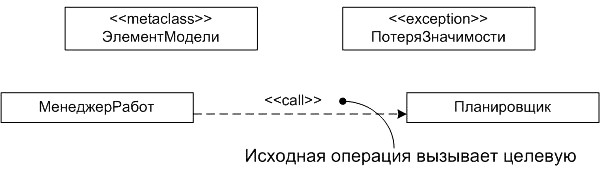 <<metaclass>>
ЭлементМодели
<<exception>>
ПотеряЗначимости
МенеджерРабот
<<call>>
Планировщик
Исходная операция вызывает целевую